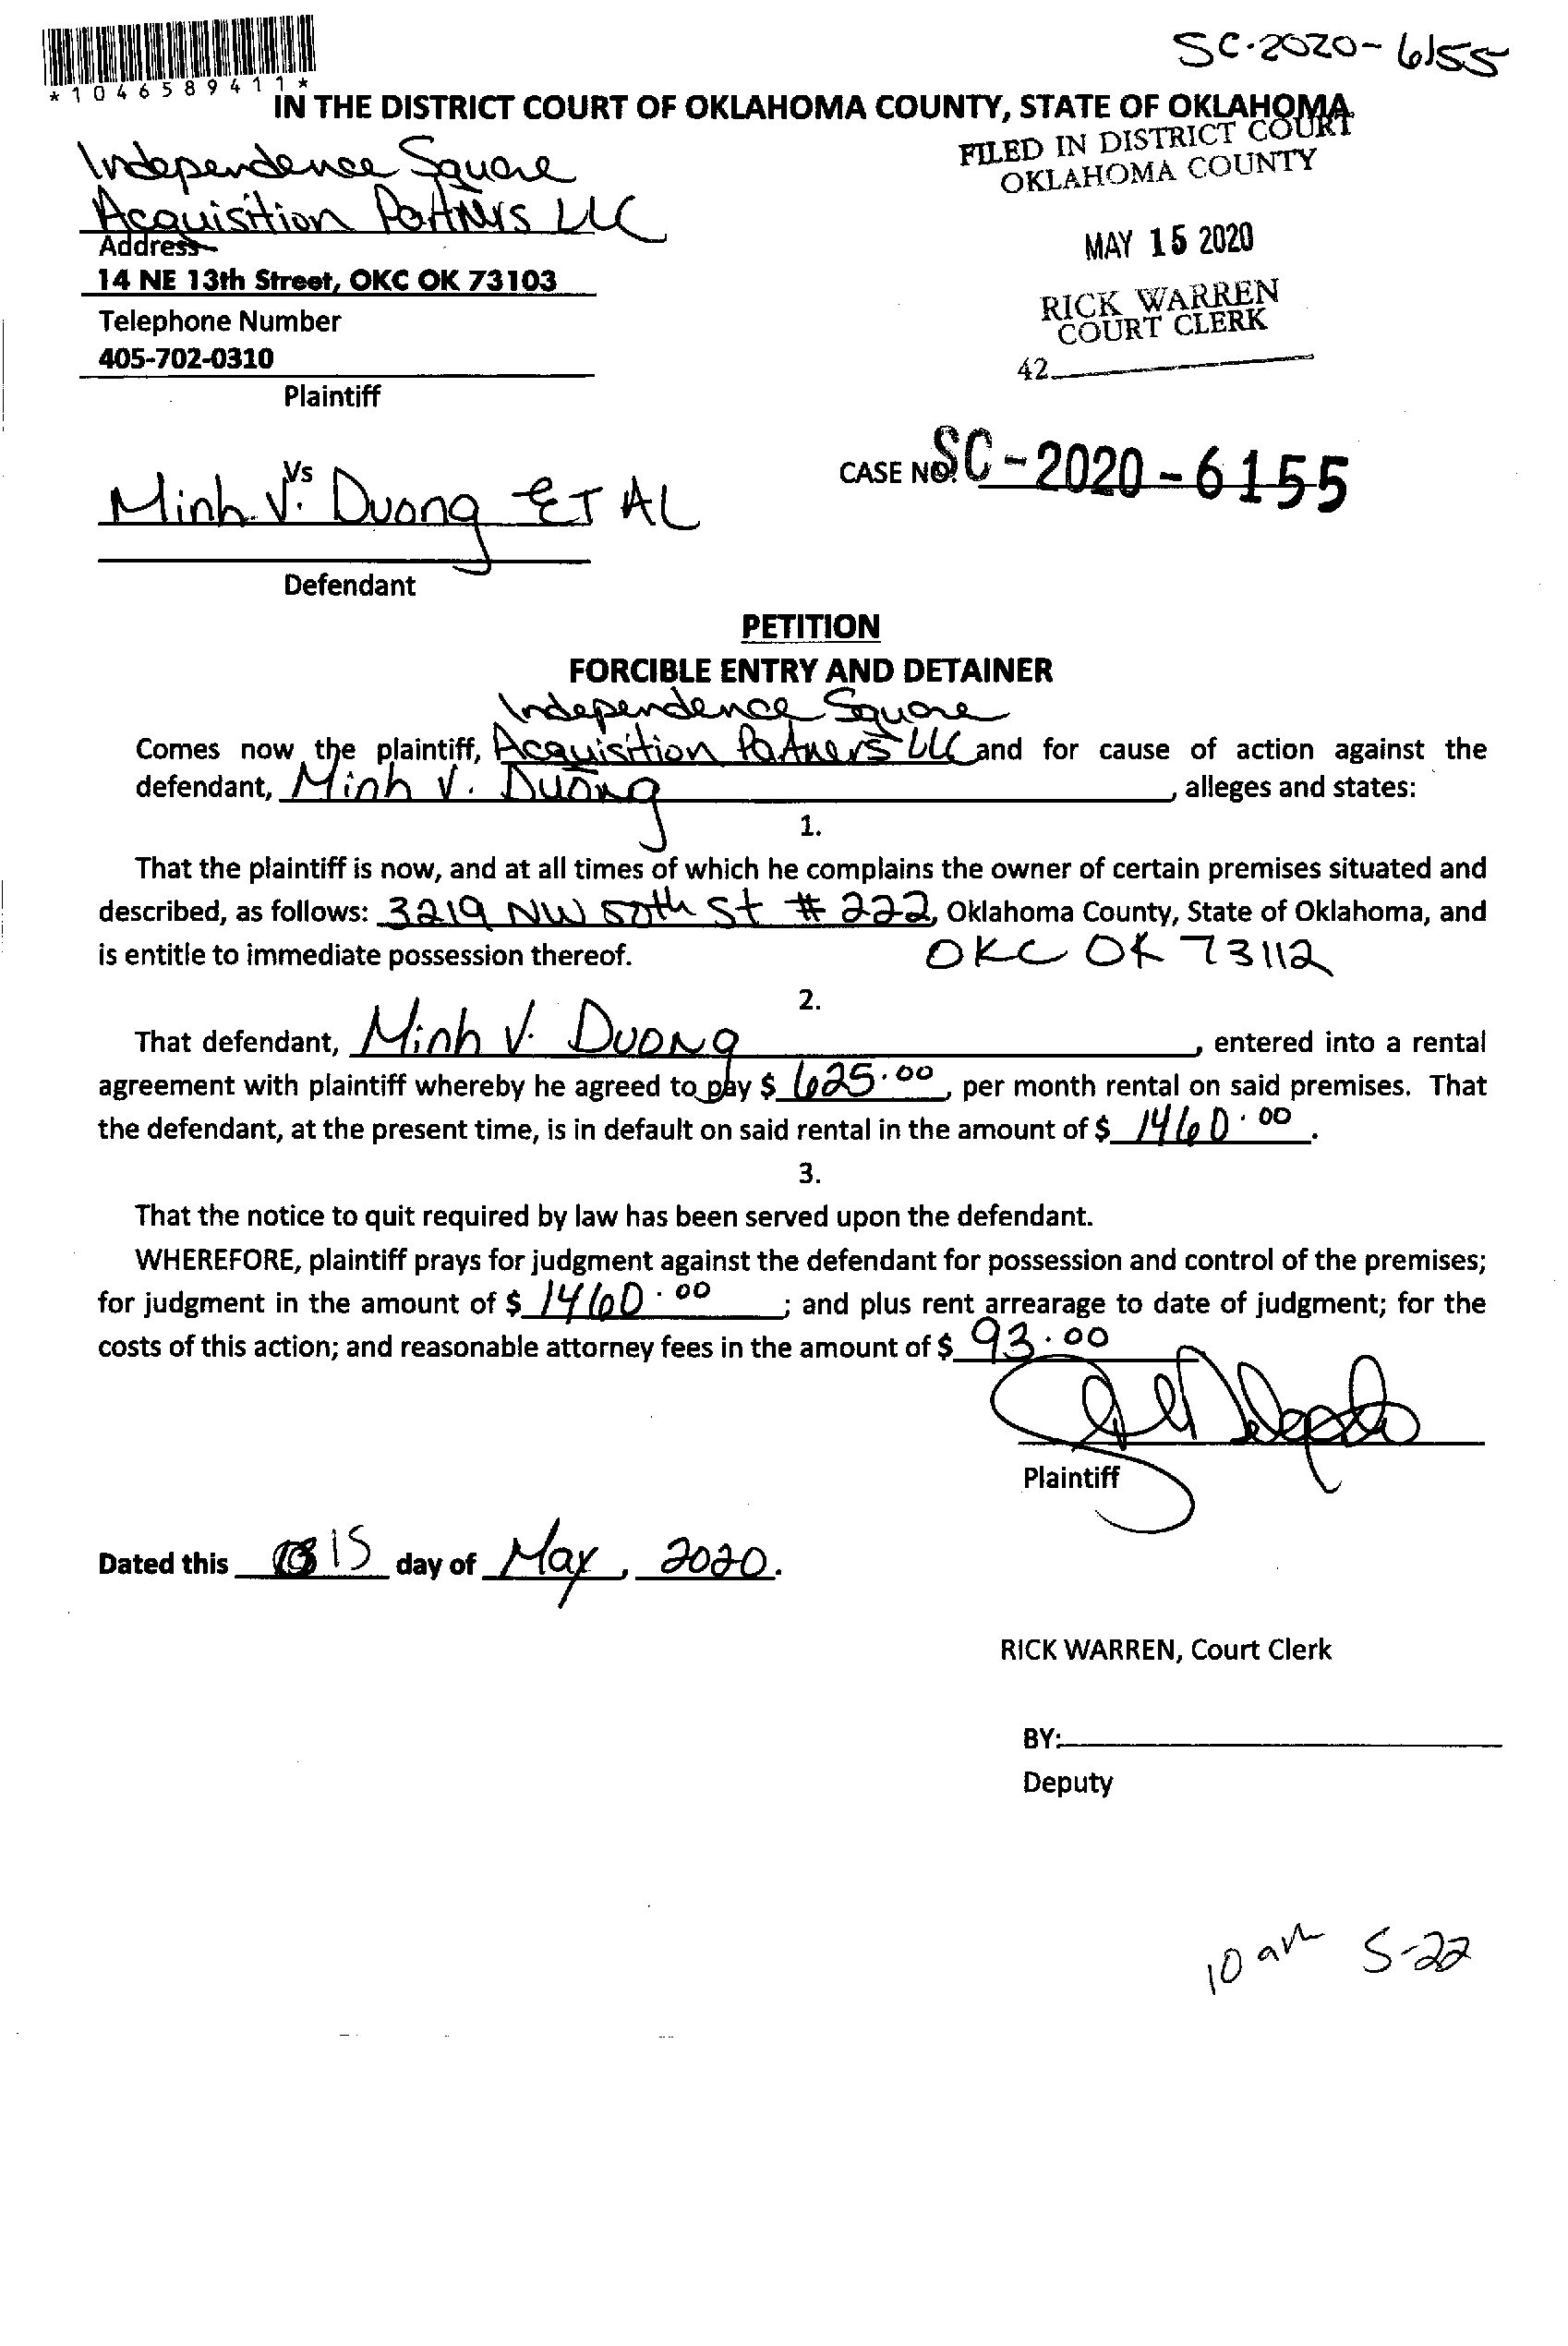 SC-2020-6155
*1046589411*
IN THE DISTRICT COURT OF OKLAHOMA COUNTY, STATE OF OKLAHOMA
FILED IN DISTRICT COURT
OKLAHOMA COUNTY
Independence Square
Acquisition Partners LLC
Address
MAY 15 2020
14 NE 13th Street, OKC OK 73103
RICK WARREN
COURT CLERK
Telephone Number
405-702-0310
42
Plaintiff
Vs
CASE NO. SC-2020-6155
Minh V. Duong ET AL
Defendant
PETITION
FORCIBLE ENTRY AND DETAINER
Independence Square
Comes now the plaintiff, Acquisition Partners LLC and for cause of action against the
defendant, Minh V. Duong, alleges and states:
1.
That the plaintiff is now, and at all times of which he complains the owner of certain premises situated and
described, as follows: 3219 NW 50th St # 222, Oklahoma County, State of Oklahoma, and
is entitle to immediate possession thereof. OKC OK 73112
2.
That defendant, Minh V. Duong, entered into a rental
agreement with plaintiff whereby he agreed to pay $ 625.00, per month rental on said premises. That
the defendant, at the present time, is in default on said rental in the amount of $ 1460.00.
3.
That the notice to quit required by law has been served upon the defendant.
WHEREFORE, plaintiff prays for judgment against the defendant for possession and control of the premises;
for judgment in the amount of $ 1460.00; and plus rent arrearage to date of judgment; for the
costs of this action; and reasonable attorney fees in the amount of $ 93.00
Plaintiff
Dated this 15 day of May, 2020.
RICK WARREN, Court Clerk
BY:
Deputy
10 am 5-22